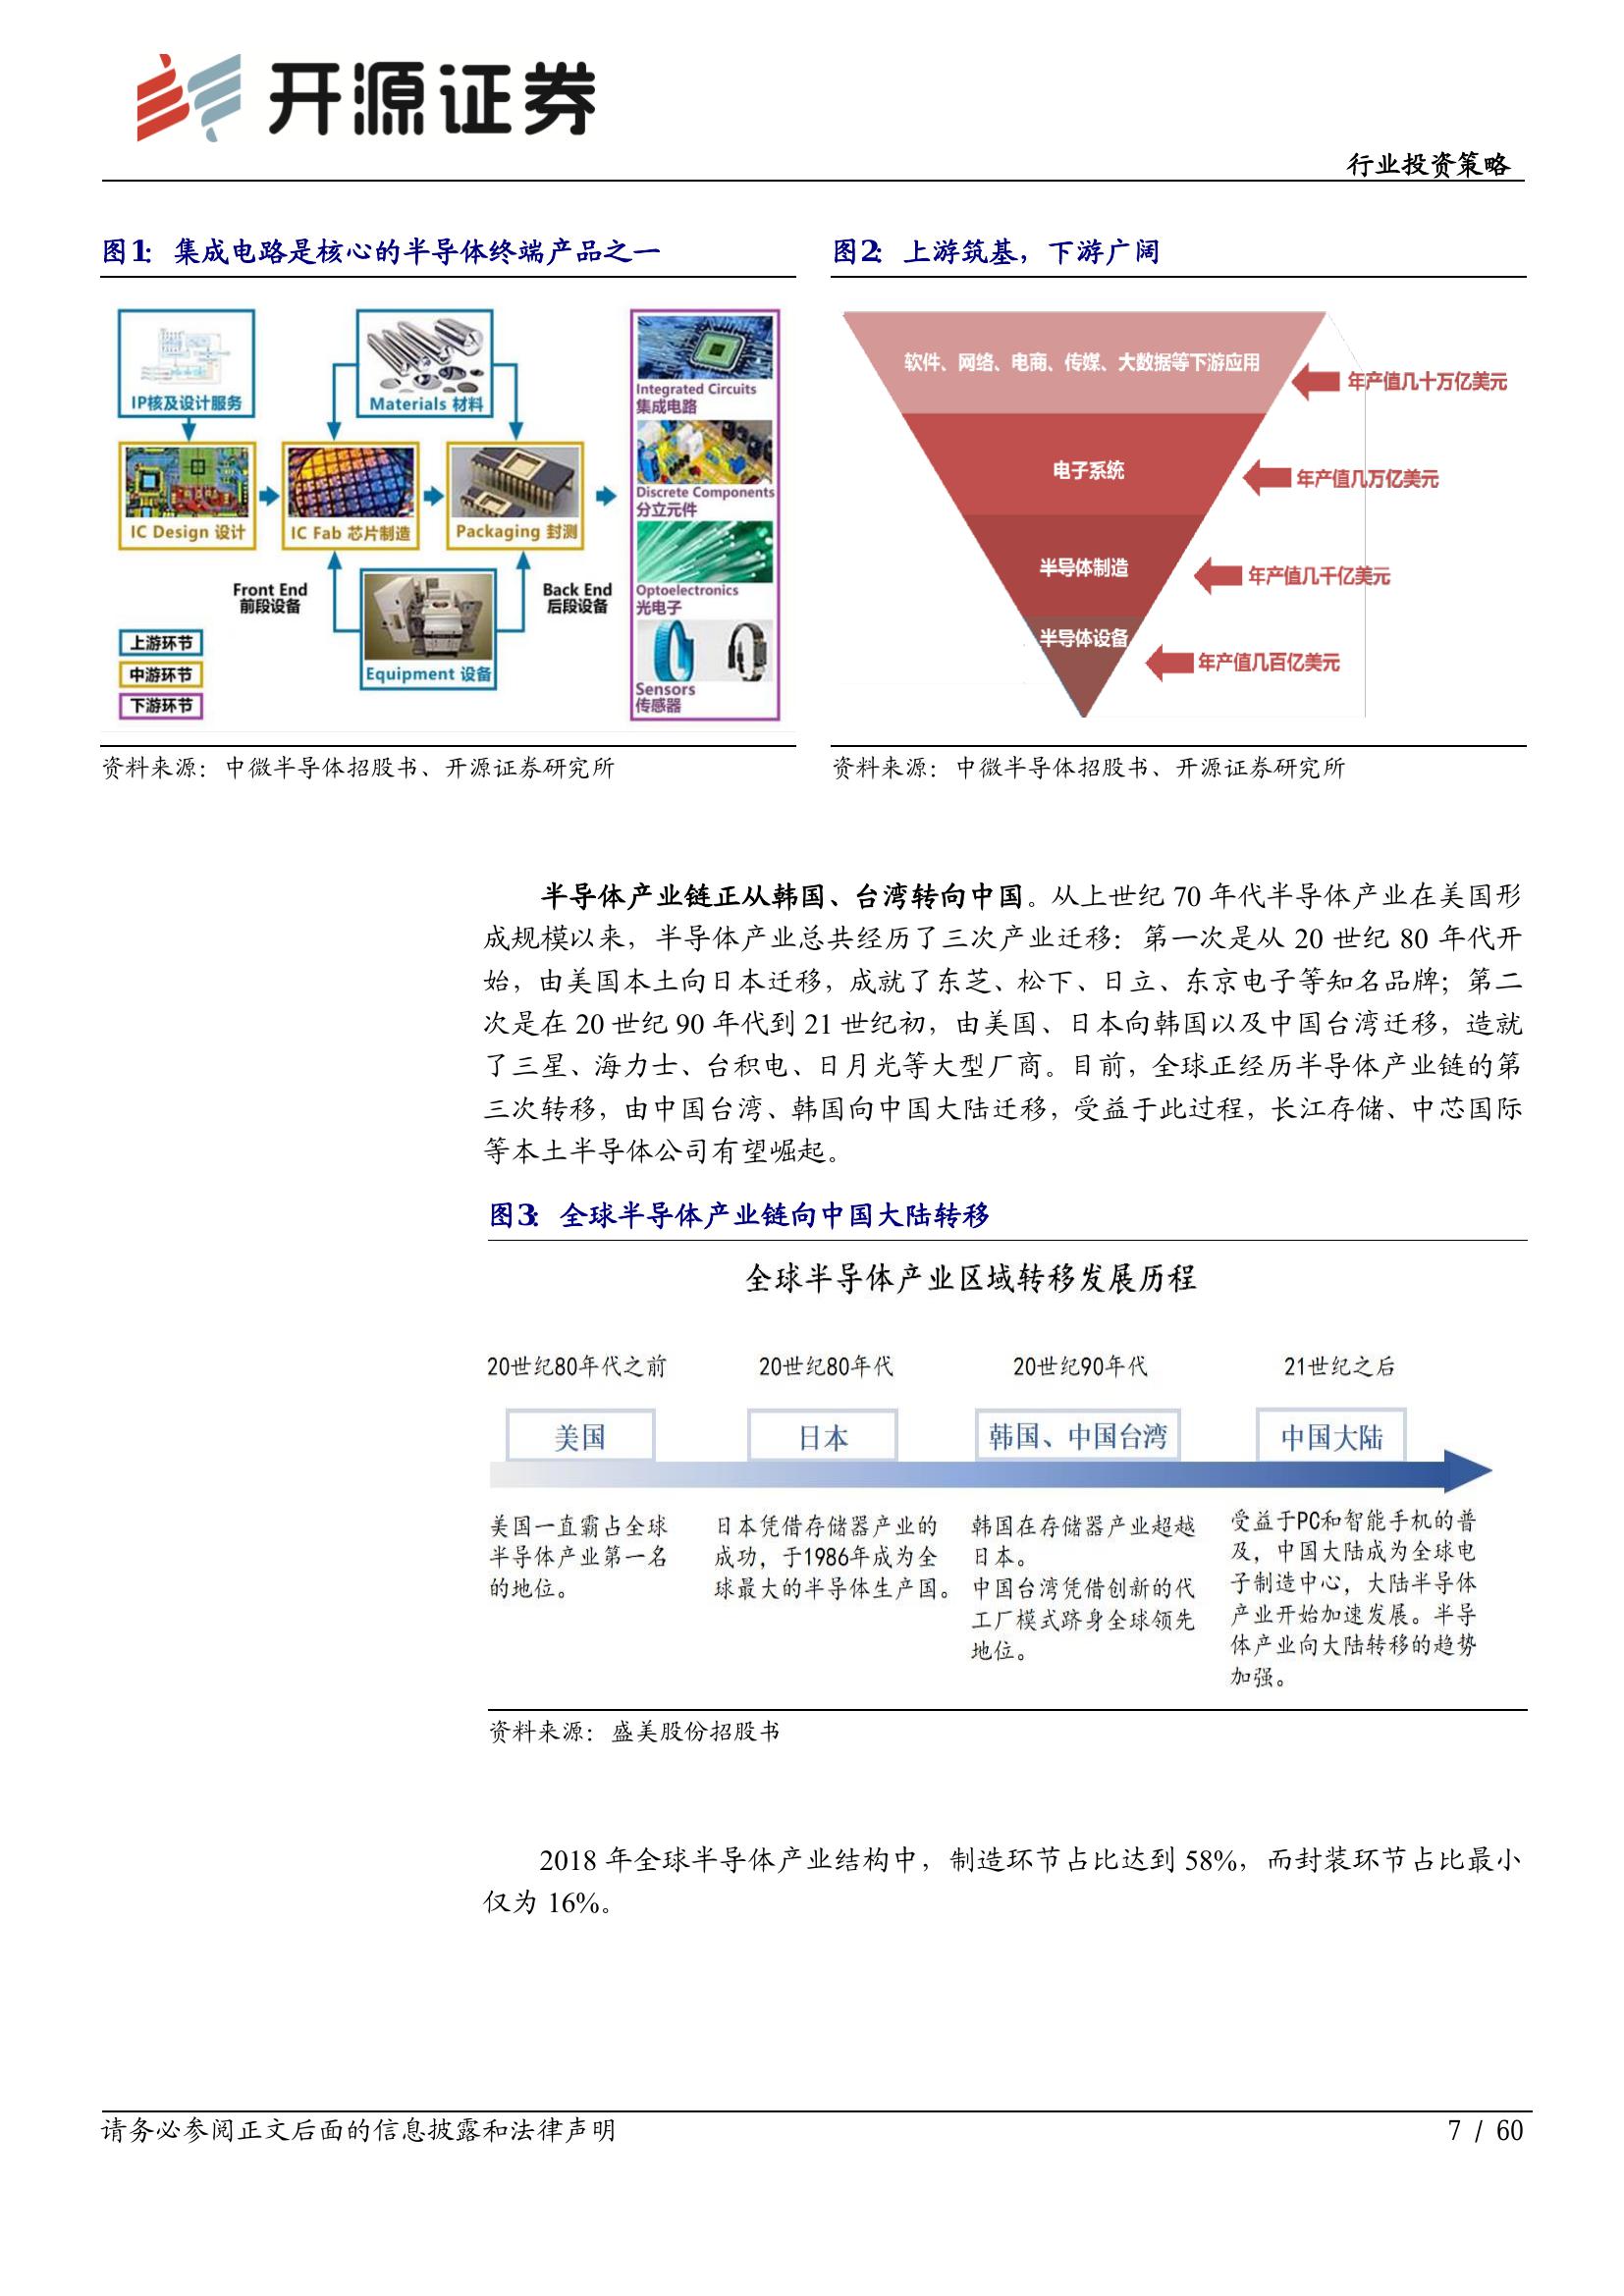 开源证券
行业投资策略
图1: 集成电路是核心的半导体终端产品之一
IP核及设计服务
Materials 材料
IC Design 设计
IC Fab 芯片制造
Packaging 封测
Front End
前段设备
Back End
后段设备
Equipment 设备
上游环节
中游环节
下游环节
Integrated Circuits
集成电路
Discrete Components
分立元件
Optoelectronics
光电子
Sensors
传感器
资料来源：中微半导体招股书、开源证券研究所
图2: 上游筑基，下游广阔
软件、网络、电商、传媒、大数据等下游应用
年产值几十万亿美元
电子系统
年产值几万亿美元
半导体制造
年产值几千亿美元
半导体设备
年产值几百亿美元
资料来源：中微半导体招股书、开源证券研究所
半导体产业链正从韩国、台湾转向中国。从上世纪 70 年代半导体产业在美国形
成规模以来，半导体产业总共经历了三次产业迁移：第一次是从 20 世纪 80 年代开
始，由美国本土向日本迁移，成就了东芝、松下、日立、东京电子等知名品牌；第二
次是在 20 世纪 90 年代到 21 世纪初，由美国、日本向韩国以及中国台湾迁移，造就
了三星、海力士、台积电、日月光等大型厂商。目前，全球正经历半导体产业链的第
三次转移，由中国台湾、韩国向中国大陆迁移，受益于此过程，长江存储、中芯国际
等本土半导体公司有望崛起。
图3: 全球半导体产业链向中国大陆转移
全球半导体产业区域转移发展历程
20世纪80年代之前
美国
美国一直霸占全球
半导体产业第一名
的地位。
20世纪80年代
日本
日本凭借存储器产业的
成功，于1986年成为全
球最大的半导体生产国。
20世纪90年代
韩国、中国台湾
韩国在存储器产业超越
日本。
中国台湾凭借创新的代
工厂模式跻身全球领先
地位。
21世纪之后
中国大陆
受益于PC和智能手机的普
及，中国大陆成为全球电
子制造中心，大陆半导体
产业开始加速发展。半导
体产业向大陆转移的趋势
加强。
资料来源：盛美股份招股书
2018 年全球半导体产业结构中，制造环节占比达到 58%，而封装环节占比最小
仅为 16%。
请务必参阅正文后面的信息披露和法律声明
7 / 60